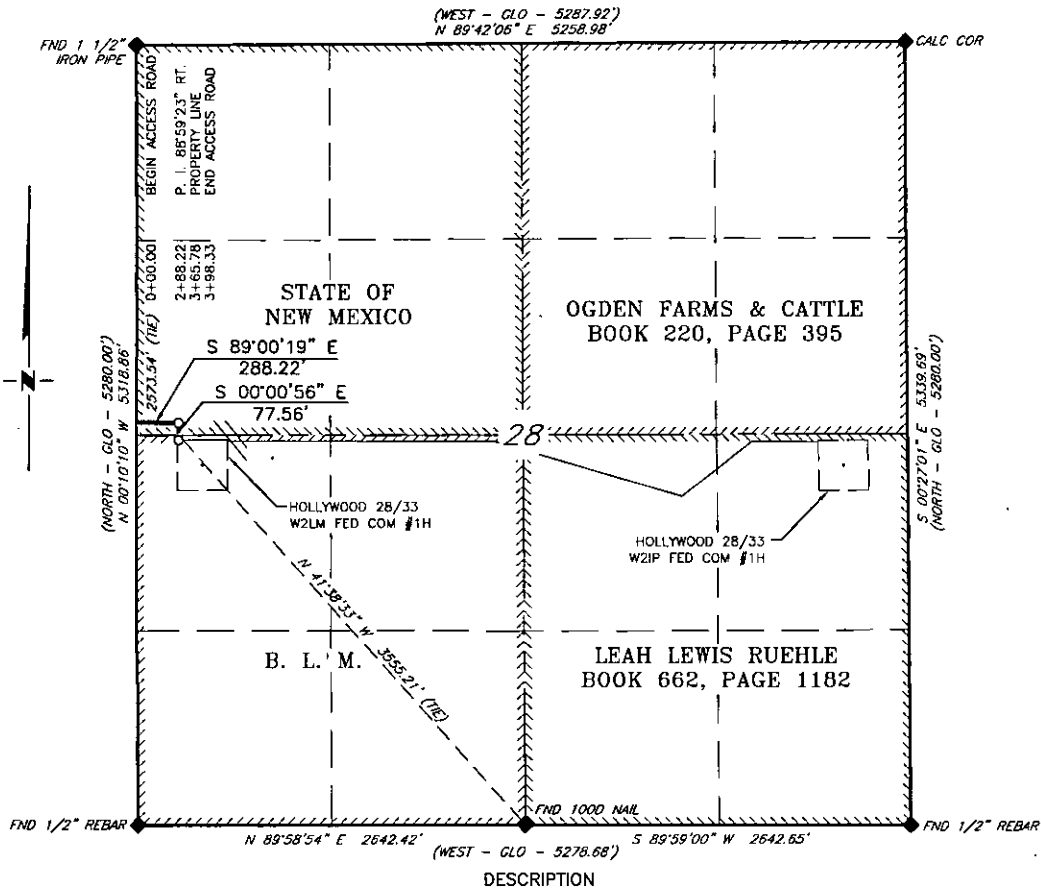 (WEST - GLO - 5287.92')
N 89°42'06" E 5258.98'
FND 1 1/2"
IRON PIPE
CALC COR
0+00.00 BEGIN ACCESS ROAD
2+88.22 P. I. 88°59'23" RT.
3+65.78 PROPERTY LINE
3+98.33 END ACCESS ROAD
STATE OF
NEW MEXICO
OGDEN FARMS & CATTLE
BOOK 220, PAGE 395
2573.54' (TIE)
(NORTH - GLO - 5280.00')
N 00°10'10" W 5318.86'
S 89°00'19" E
288.22'
S 00°00'56" E
77.56'
N
28
S 00°27'01" E 5339.69'
(NORTH - GLO - 5280.00')
HOLLYWOOD 28/33
W2LM FED COM #1H
HOLLYWOOD 28/33
W2IP FED COM #1H
N 41°38'33" W 3555.21' (TIE)
B. L. M.
LEAH LEWIS RUEHLE
BOOK 662, PAGE 1182
FND 100D NAIL
FND 1/2" REBAR
N 89°58'54" E 2642.42'
S 89°59'00" W 2642.65'
FND 1/2" REBAR
(WEST - GLO - 5278.68')
DESCRIPTION